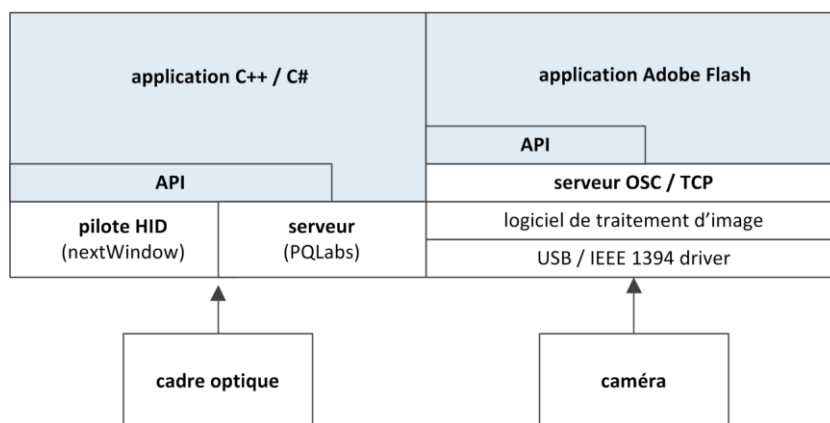 application C++ / C#
API
pilote HID
(nextWindow)
serveur
(PQLabs)
application Adobe Flash
API
serveur OSC / TCP
logiciel de traitement d’image
USB / IEEE 1394 driver
cadre optique
caméra